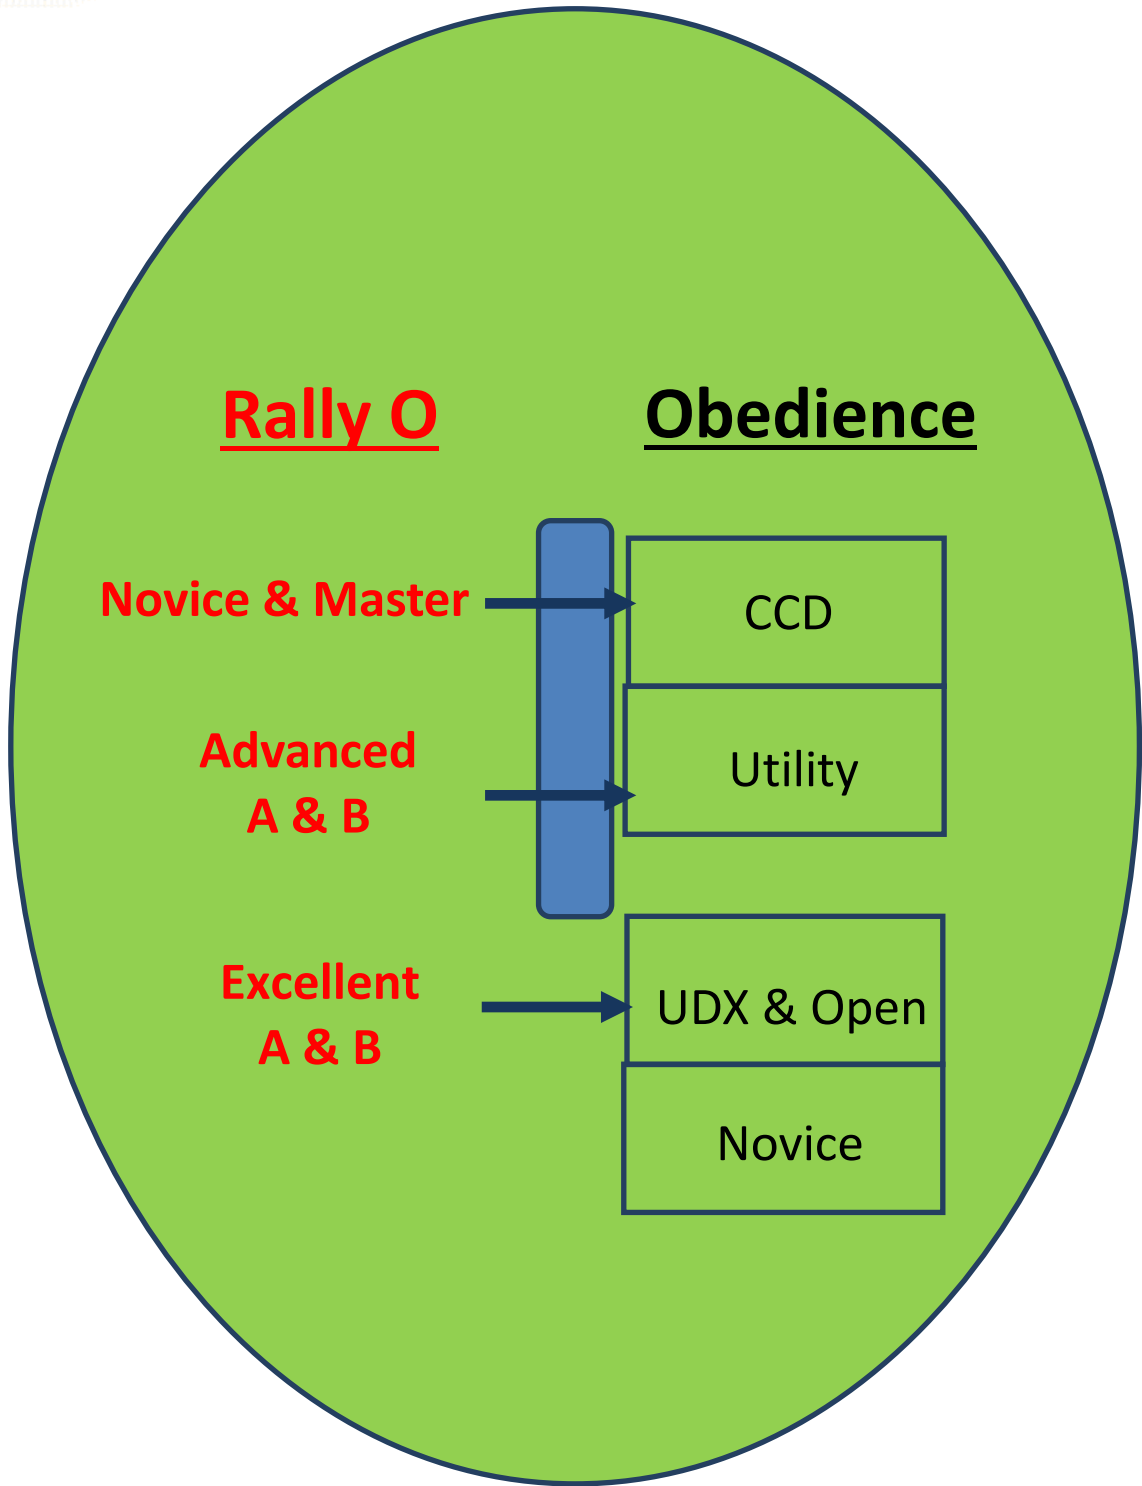 Rally O
Obedience
Novice & Master
CCD
Advanced
A & B
Utility
Excellent
A & B
UDX & Open
Novice